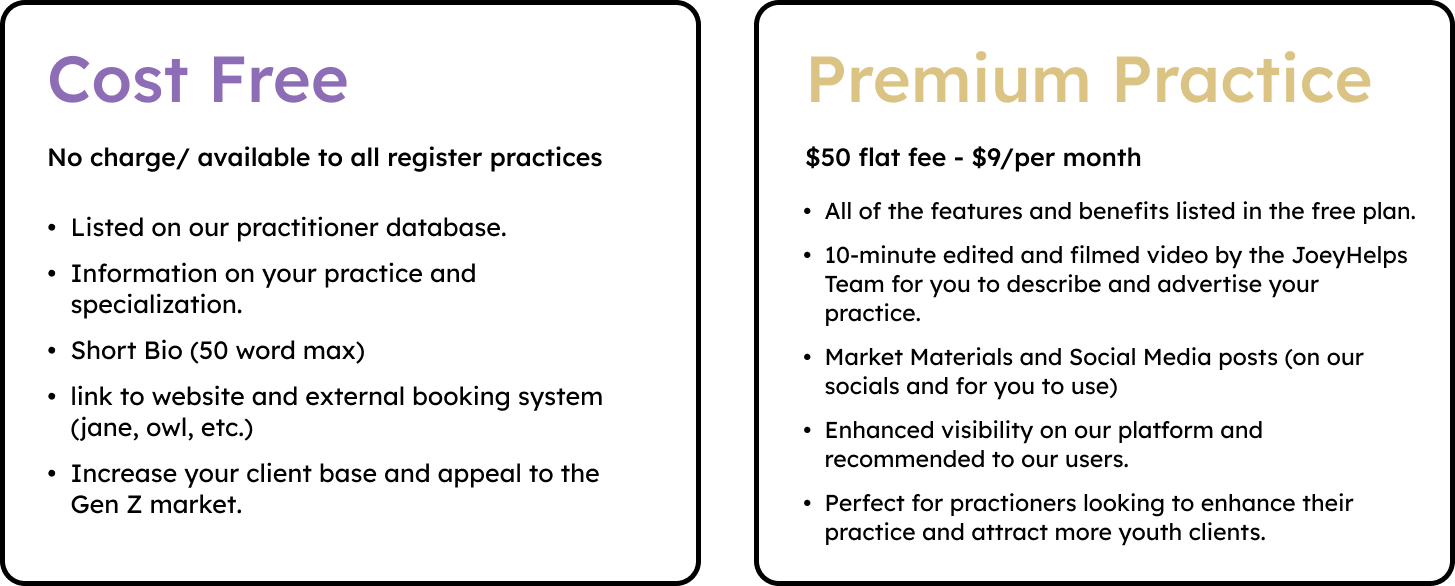 Cost Free
No charge/ available to all register practices
• Listed on our practitioner database.
• Information on your practice and
specialization.
• Short Bio (50 word max)
• link to website and external booking system
(jane, owl, etc.)
• Increase your client base and appeal to the
Gen Z market.
Premium Practice
$50 flat fee - $9/per month
• All of the features and benefits listed in the free plan.
• 10-minute edited and filmed video by the JoeyHelps
Team for you to describe and advertise your
practice.
• Market Materials and Social Media posts (on our
socials and for you to use)
• Enhanced visibility on our platform and
recommended to our users.
• Perfect for practioners looking to enhance their
practice and attract more youth clients.